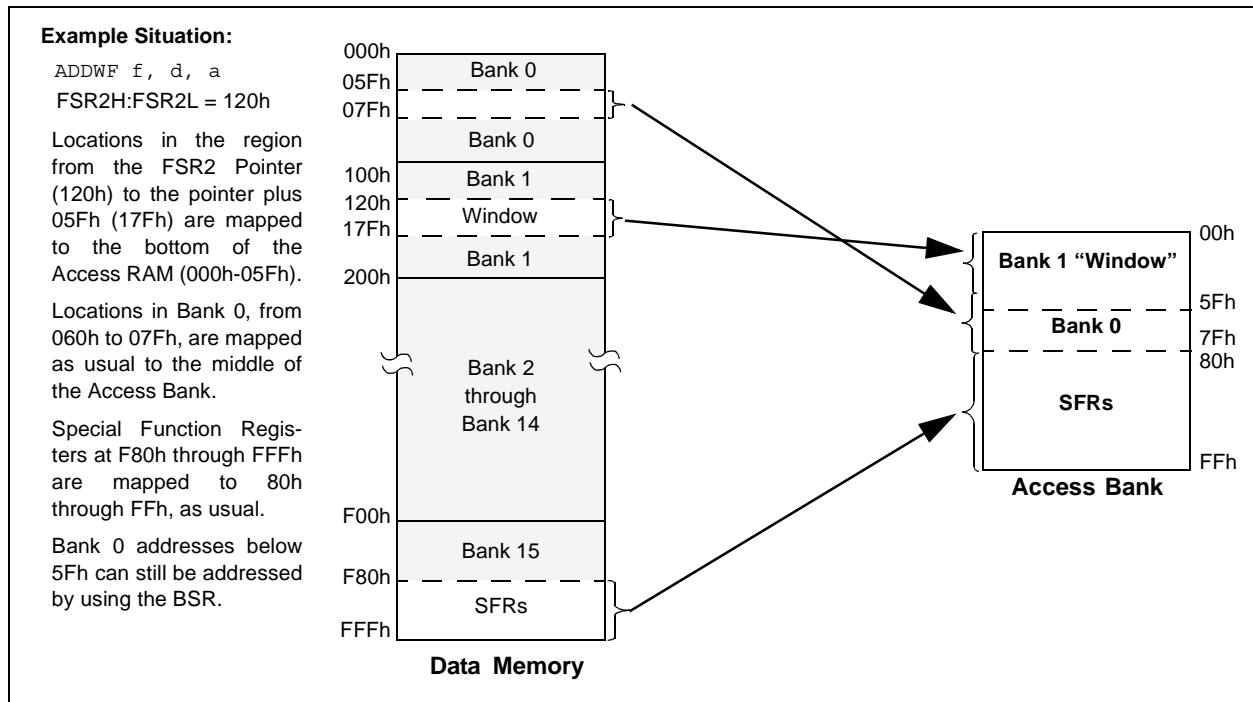 Example Situation:
ADDWF f, d, a
FSR2H:FSR2L = 120h
Locations in the region
from the FSR2 Pointer
(120h) to the pointer plus
05Fh (17Fh) are mapped
to the bottom of the
Access RAM (000h-05Fh).
Locations in Bank 0, from
060h to 07Fh, are mapped
as usual to the middle of
the Access Bank.
Special Function Regis-
ters at F80h through FFFh
are mapped to 80h
through FFh, as usual.
Bank 0 addresses below
5Fh can still be addressed
by using the BSR.
000h
Bank 0
05Fh
07Fh
Bank 0
100h
Bank 1
120h
Window
17Fh
Bank 1
200h
Bank 2
through
Bank 14
F00h
Bank 15
F80h
SFRs
FFFh
Data Memory
00h
Bank 1 “Window”
5Fh
Bank 0
7Fh
80h
SFRs
FFh
Access Bank